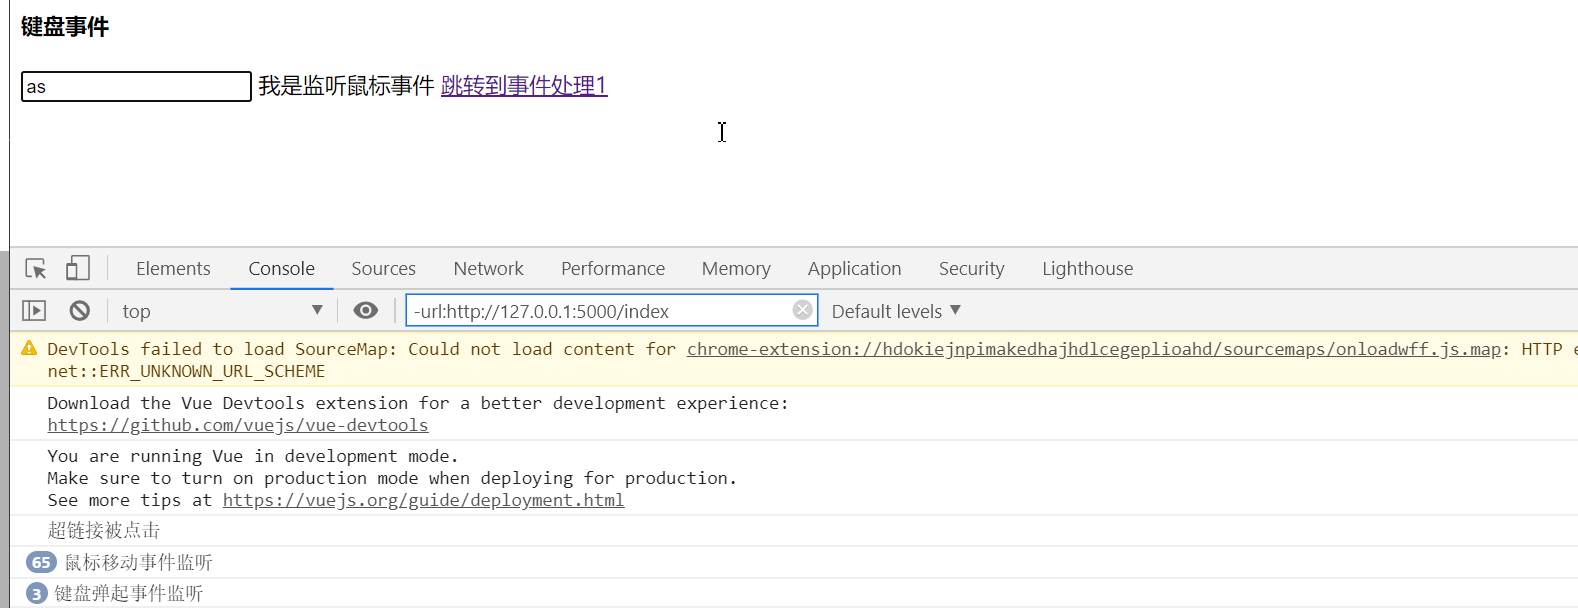 键盘事件
as 我是监听鼠标事件 跳转到事件处理1
Elements Console Sources Network Performance Memory Application Security Lighthouse
top -url:http://127.0.0.1:5000/index Default levels
DevTools failed to load SourceMap: Could not load content for chrome-extension://hdokiejnpimakedhajhdlcegeplioahd/sourcemaps/onloadwff.js.map: HTTP
net::ERR_UNKNOWN_URL_SCHEME
Download the Vue Devtools extension for a better development experience:
https://github.com/vuejs/vue-devtools
You are running Vue in development mode.
Make sure to turn on production mode when deploying for production.
See more tips at https://vuejs.org/guide/deployment.html
超链接被点击
65 鼠标移动事件监听
3 键盘弹起事件监听